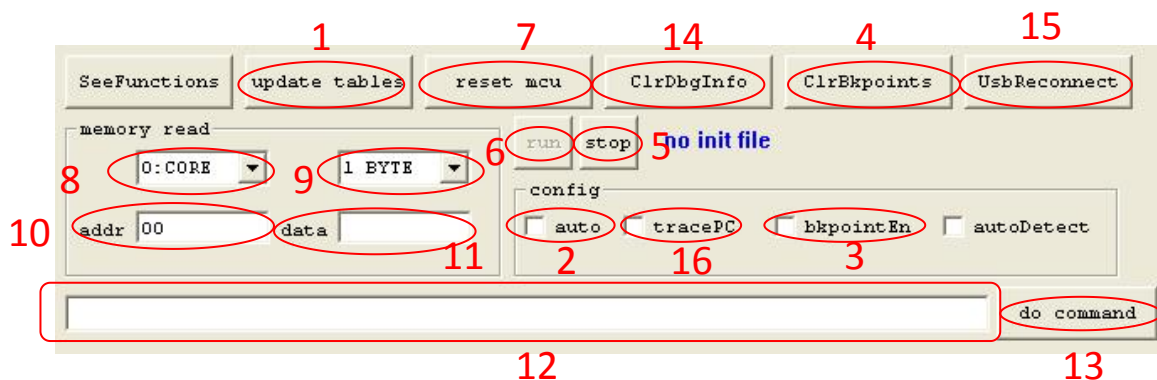 1 7 14 4 15
SeeFunctions update tables reset mcu ClrDbgInfo ClrBkpoints UsbReconnect
memory read
6 run stop 5 no init file
8 0:CORE 9 1 BYTE
config
10 addr 00 data 11
auto tracePC bkpointEn autoDetect
2 16 3
do command
12 13